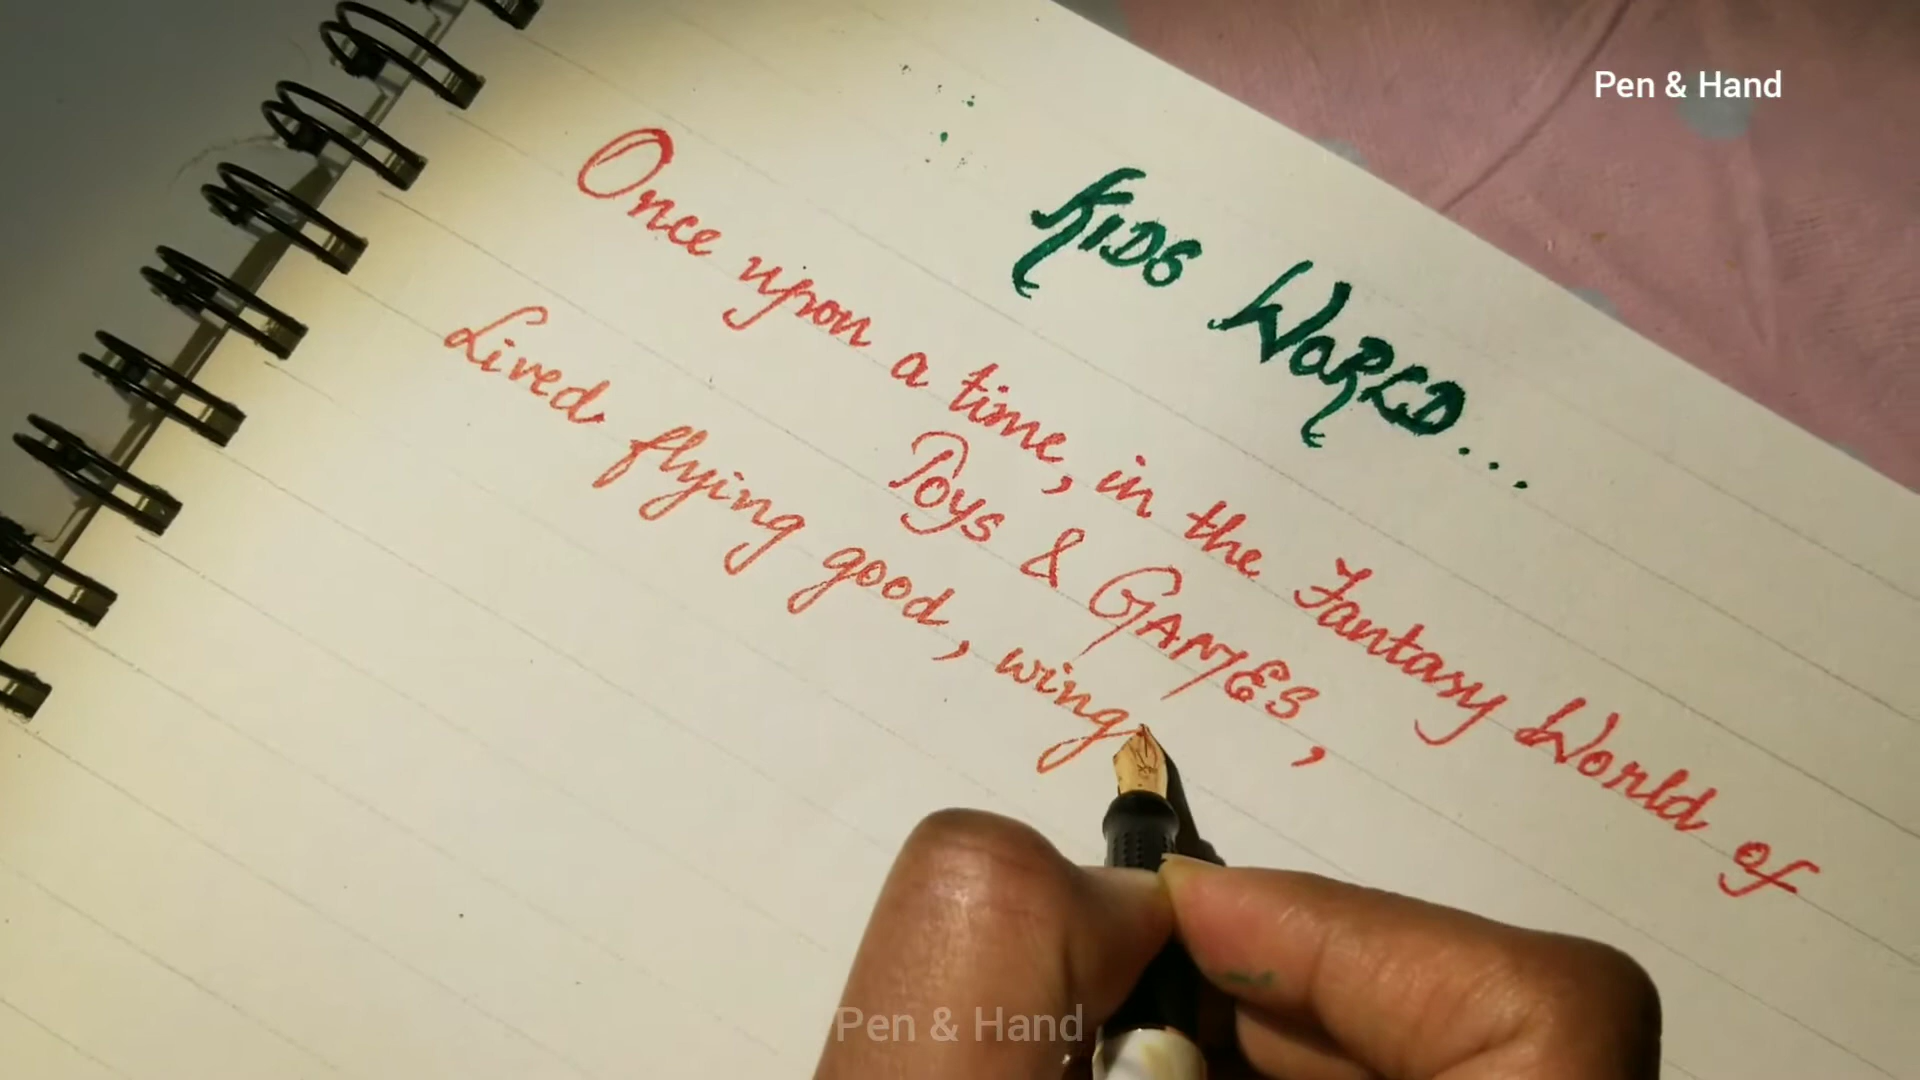 Pen & Hand
KIDS WORLD...
Once upon a time, in the Fantasy World of
Toys & GAMES,
Lived flying good, wing
Pen & Hand